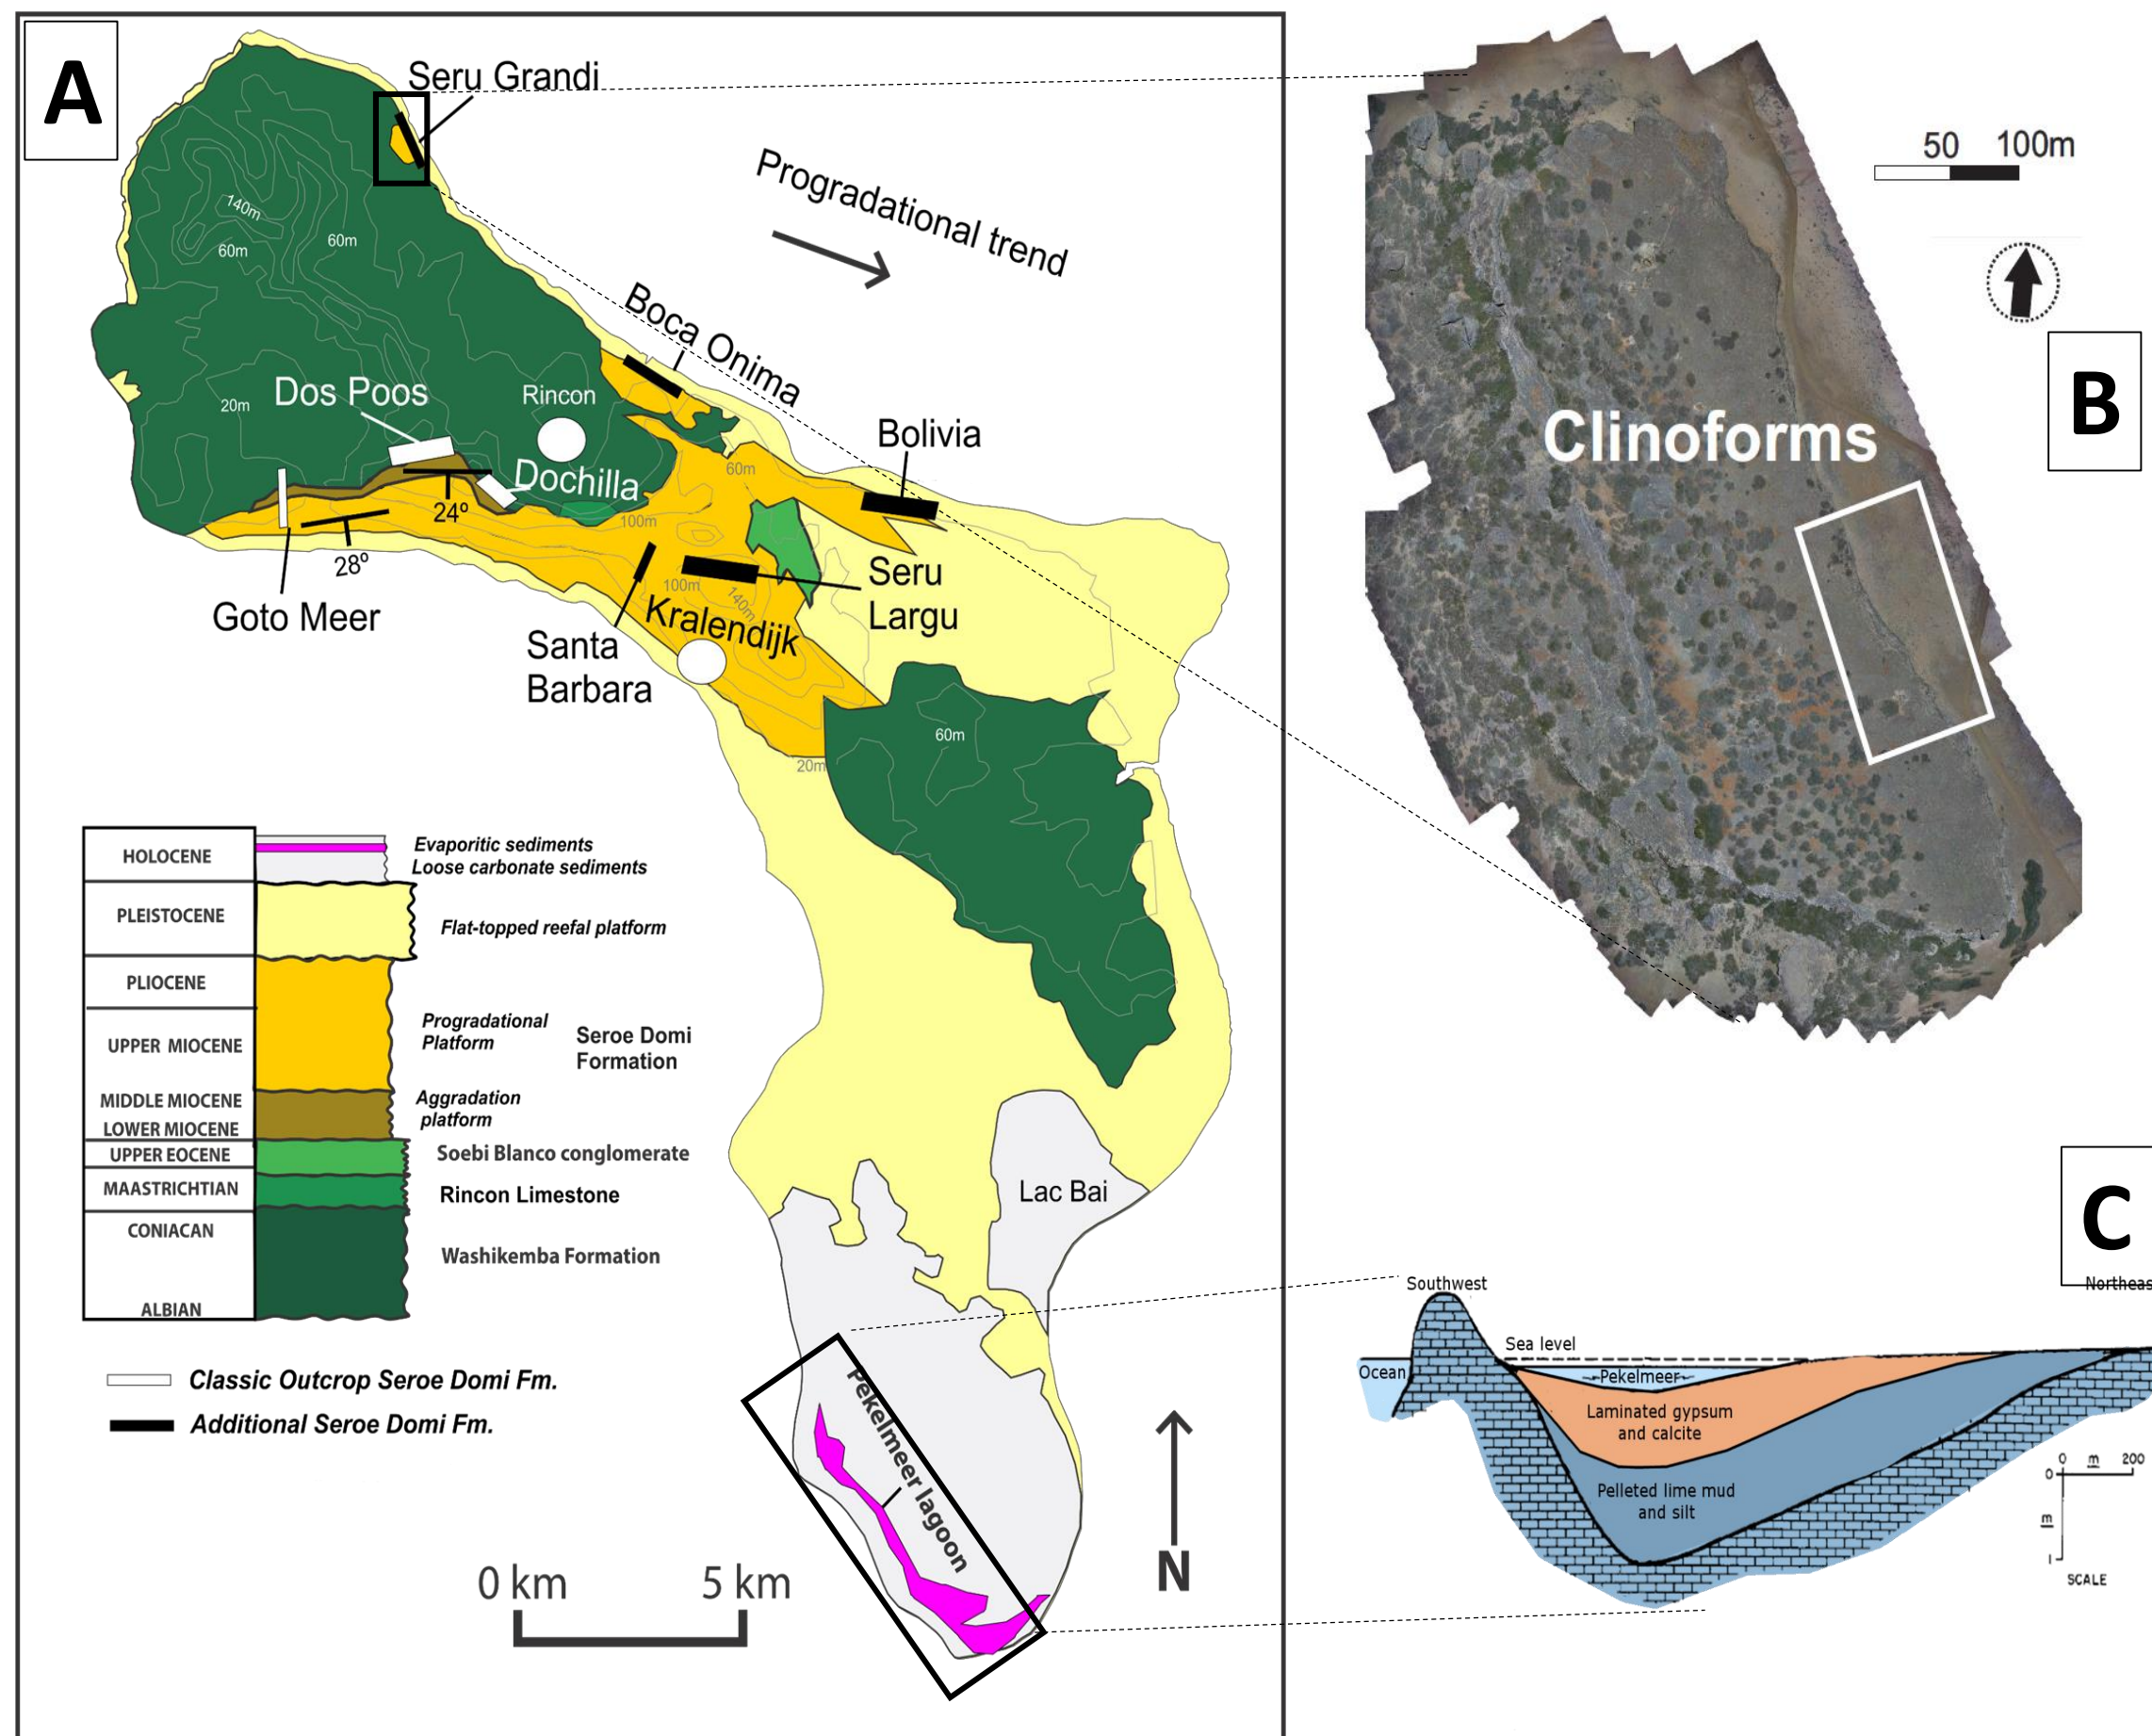 A
Seru Grandi
Progradational trend
140m
60m
60m
Boca Onima
Dos Poos
Rincon
20m
Bolivia
Dochilla
60m
24º
100m
28º
Goto Meer
Seru
Largu
100m
140m
Kralendijk
Santa
Barbara
60m
20m
HOLOCENE
Evaporitic sediments
Loose carbonate sediments
PLEISTOCENE
Flat-topped reefal platform
PLIOCENE
Progradational
Platform
Seroe Domi
Formation
UPPER MIOCENE
MIDDLE MIOCENE
Aggradation
platform
LOWER MIOCENE
UPPER EOCENE
Soebi Blanco conglomerate
MAASTRICHTIAN
Rincon Limestone
CONIACAN
Washikemba Formation
ALBIAN
Classic Outcrop Seroe Domi Fm.
Additional Seroe Domi Fm.
Lac Bai
Pekelmeer lagoon
0 km 5 km
N
50 100m
B
Clinoforms
C
Southwest
Northeas
Sea level
Ocean
Pekelmeer
Laminated gypsum
and calcite
Pelleted lime mud
and silt
0 m 200
0
m
1
SCALE